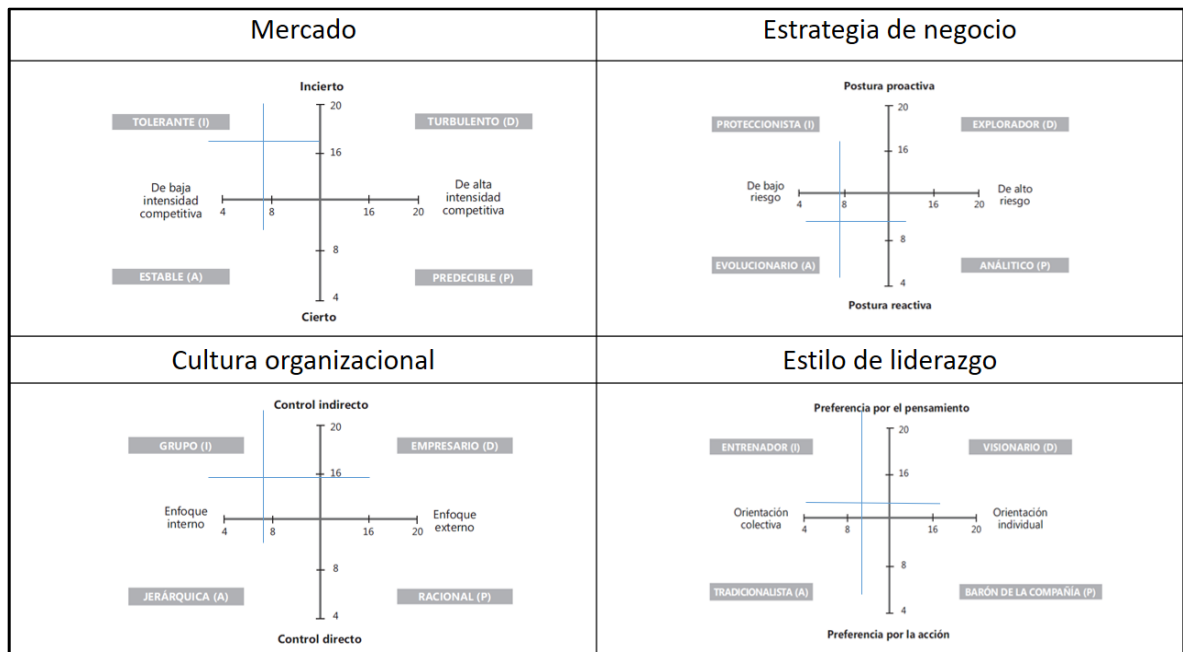 Mercado
Estrategia de negocio
Incierto
20
TOLERANTE (I)
TURBULENTO (D)
16
De baja
intensidad
competitiva
4
8
16
20
De alta
intensidad
competitiva
8
ESTABLE (A)
PREDECIBLE (P)
4
Cierto
Postura proactiva
20
PROTECCIONISTA (I)
EXPLORADOR (D)
16
De bajo
riesgo
4
8
16
20
De alto
riesgo
8
EVOLUCIONARIO (A)
ANÁLITICO (P)
4
Postura reactiva
Cultura organizacional
Estilo de liderazgo
Control indirecto
20
GRUPO (I)
EMPRESARIO (D)
16
Enfoque
interno
4
8
16
20
Enfoque
externo
8
JERÁRQUICA (A)
RACIONAL (P)
4
Control directo
Preferencia por el pensamiento
20
ENTRENADOR (I)
VISIONARIO (D)
16
Orientación
colectiva
4
8
16
20
Orientación
individual
8
TRADICIONALISTA (A)
BARÓN DE LA COMPAÑÍA (P)
4
Preferencia por la acción